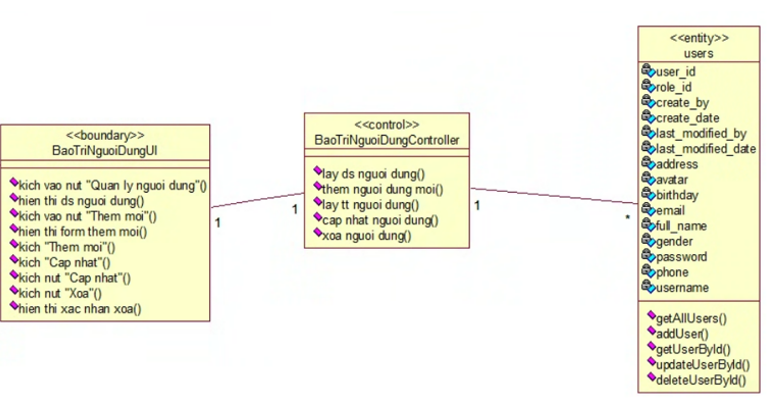 <<boundary>>
BaoTriNguoiDungUI
kich vao nut "Quan ly nguoi dung"()
hien thi ds nguoi dung()
kich vao nut "Them moi"()
hien thi form them moi()
kich "Them moi"()
kich "Cap nhat"()
kich nut "Cap nhat"()
kich nut "Xoa"()
hien thi xac nhan xoa()
1
1
<<control>>
BaoTriNguoiDungController
lay ds nguoi dung()
them nguoi dung moi()
lay tt nguoi dung()
cap nhat nguoi dung()
xoa nguoi dung()
1
*
<<entity>>
users
user_id
role_id
create_by
create_date
last_modified_by
last_modified_date
address
avatar
birthday
email
full_name
gender
password
phone
username
getAllUsers()
addUser()
getUserById()
updateUserById()
deleteUserById()